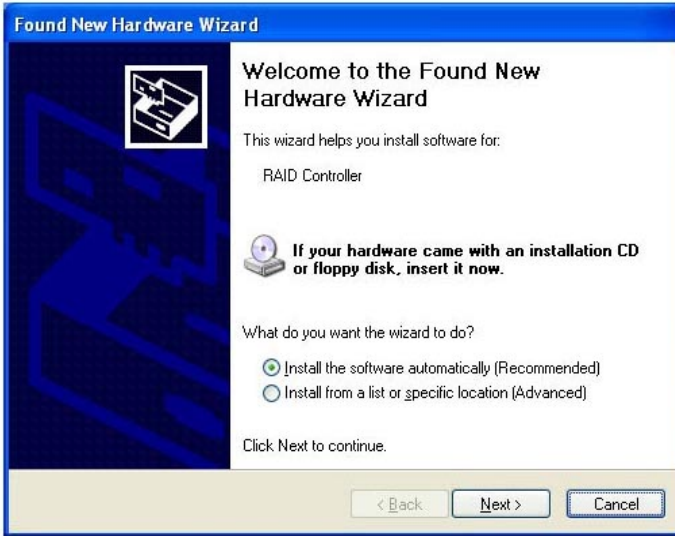 Found New Hardware Wizard
Welcome to the Found New
Hardware Wizard
This wizard helps you install software for:
RAID Controller
If your hardware came with an installation CD
or floppy disk, insert it now.
What do you want the wizard to do?
Install the software automatically (Recommended)
Install from a list or specific location (Advanced)
Click Next to continue.
< Back Next > Cancel